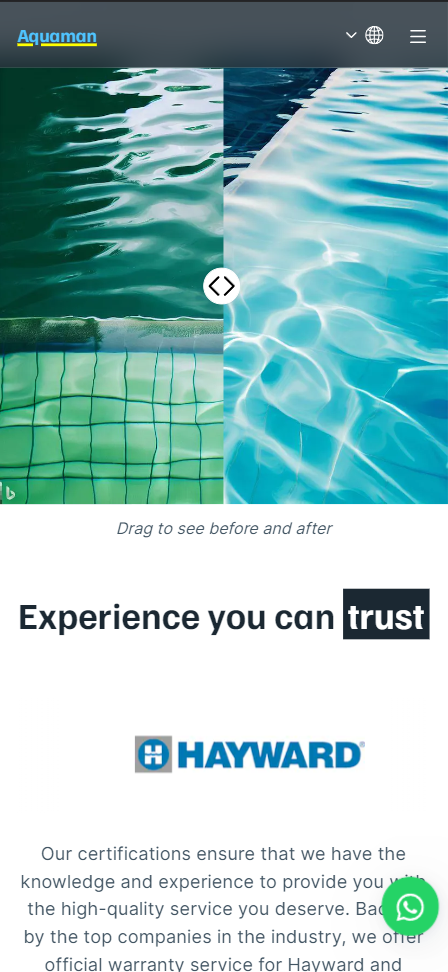 Aquaman
Drag to see before and after
Experience you can trust
HAYWARD®
Our certifications ensure that we have the
knowledge and experience to provide you with
the high-quality service you deserve. Backed
by the top companies in the industry, we offer
official warranty service for Hayward and